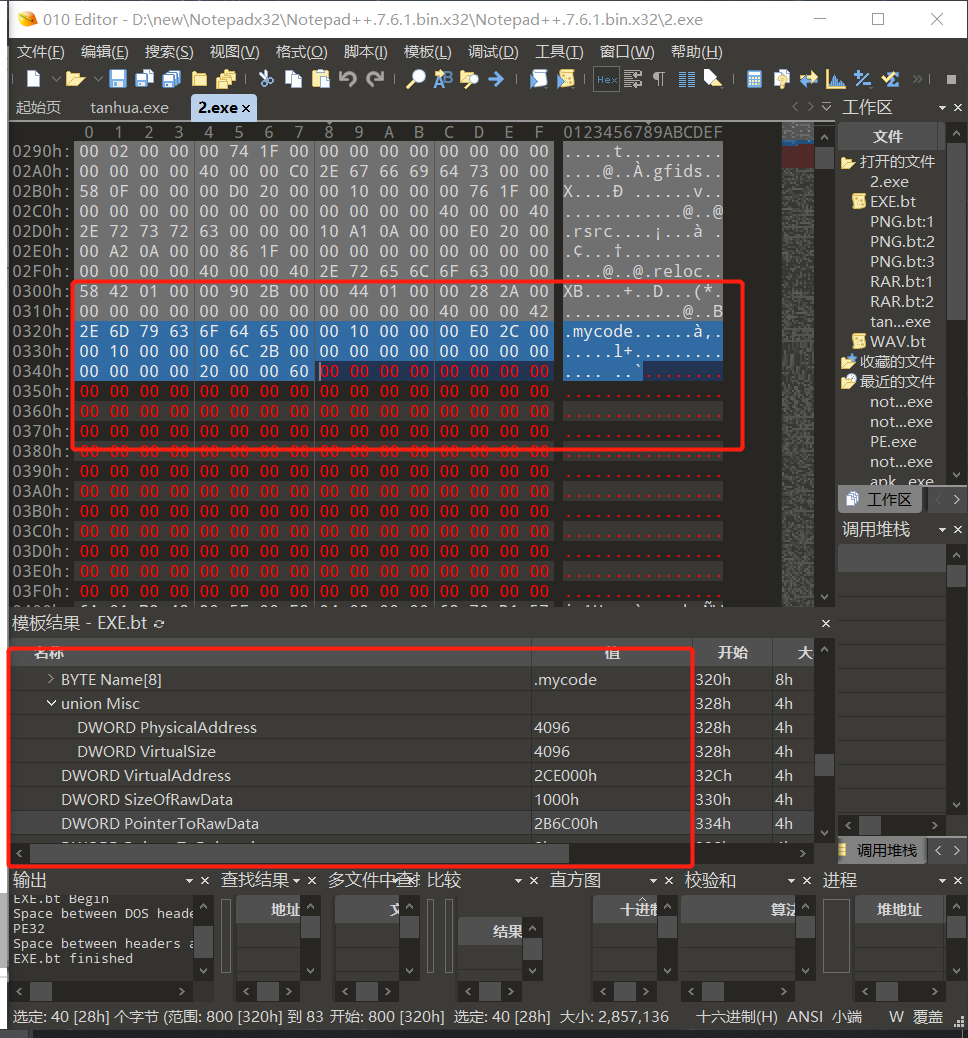 010 Editor - D:\new\Notepadx32\Notepad++.7.6.1.bin.x32\Notepad++.7.6.1.bin.x32\2.exe
文件(F) 编辑(E) 搜索(S) 视图(V) 格式(O) 脚本(I) 模板(L) 调试(D) 工具(T) 窗口(W) 帮助(H)
起始页 tanhua.exe 2.exe
0 1 2 3 4 5 6 7 8 9 A B C D E F 0123456789ABCDEF
0290h: 00 02 00 00 00 74 1F 00 00 00 00 00 00 00 00 00 .....t..........
02A0h: 00 00 00 00 40 00 00 C0 2E 67 66 69 64 73 00 00 ....@..À.gfids..
02B0h: 58 0F 00 00 00 D0 20 00 00 10 00 00 00 76 1F 00 X....Ð ......v..
02C0h: 00 00 00 00 00 00 00 00 00 00 00 00 40 00 00 40 ............@..@
02D0h: 2E 72 73 72 63 00 00 00 10 A1 0A 00 00 E0 20 00 .rsrc....¡...à .
02E0h: 00 A2 0A 00 00 86 1F 00 00 00 00 00 00 00 00 00 .¢...†..........
02F0h: 00 00 00 00 40 00 00 40 2E 72 65 6C 6F 63 00 00 ....@..@.reloc..
0300h: 58 42 01 00 00 90 2B 00 00 44 01 00 00 28 2A 00 XB....+..D...(*.
0310h: 00 00 00 00 00 00 00 00 00 00 00 00 40 00 00 42 ............@..B
0320h: 2E 6D 79 63 6F 64 65 00 00 10 00 00 00 E0 2C 00 .mycode......à,.
0330h: 00 10 00 00 00 6C 2B 00 00 00 00 00 00 00 00 00 .....l+.........
0340h: 00 00 00 00 20 00 00 60 00 00 00 00 00 00 00 00 .... ..`........
0350h: 00 00 00 00 00 00 00 00 00 00 00 00 00 00 00 00 ................
0360h: 00 00 00 00 00 00 00 00 00 00 00 00 00 00 00 00 ................
0370h: 00 00 00 00 00 00 00 00 00 00 00 00 00 00 00 00 ................
0380h: 00 00 00 00 00 00 00 00 00 00 00 00 00 00 00 00 ................
0390h: 00 00 00 00 00 00 00 00 00 00 00 00 00 00 00 00 ................
03A0h: 00 00 00 00 00 00 00 00 00 00 00 00 00 00 00 00 ................
03B0h: 00 00 00 00 00 00 00 00 00 00 00 00 00 00 00 00 ................
03C0h: 00 00 00 00 00 00 00 00 00 00 00 00 00 00 00 00 ................
03D0h: 00 00 00 00 00 00 00 00 00 00 00 00 00 00 00 00 ................
03E0h: 00 00 00 00 00 00 00 00 00 00 00 00 00 00 00 00 ................
03F0h: 00 00 00 00 00 00 00 00 00 00 00 00 00 00 00 00 ................
工作区
文件
打开的文件
2.exe
EXE.bt
PNG.bt:1
PNG.bt:2
PNG.bt:3
RAR.bt:1
RAR.bt:2
tan...exe
WAV.bt
收藏的文件
最近的文件
not...exe
not...exe
PE.exe
not...exe
apk...exe
工作区
调用堆栈
调用堆栈
模板结果 - EXE.bt
名称 值 开始 大
BYTE Name[8] .mycode 320h 8h
union Misc 328h 4h
DWORD PhysicalAddress 4096 328h 4h
DWORD VirtualSize 4096 328h 4h
DWORD VirtualAddress 2CE000h 32Ch 4h
DWORD SizeOfRawData 1000h 330h 4h
DWORD PointerToRawData 2B6C00h 334h 4h
输出 查找结果 多文件中查 比较 直方图 校验和 进程
EXE.bt Begin
Space between DOS heade
PE32
Space between headers a
EXE.bt finished
地址 文 结果 十进制 算法 堆地址
选定: 40 [28h] 个字节 (范围: 800 [320h] 到 83 开始: 800 [320h] 选定: 40 [28h] 大小: 2,857,136 十六进制(H) ANSI 小端 W 覆盖